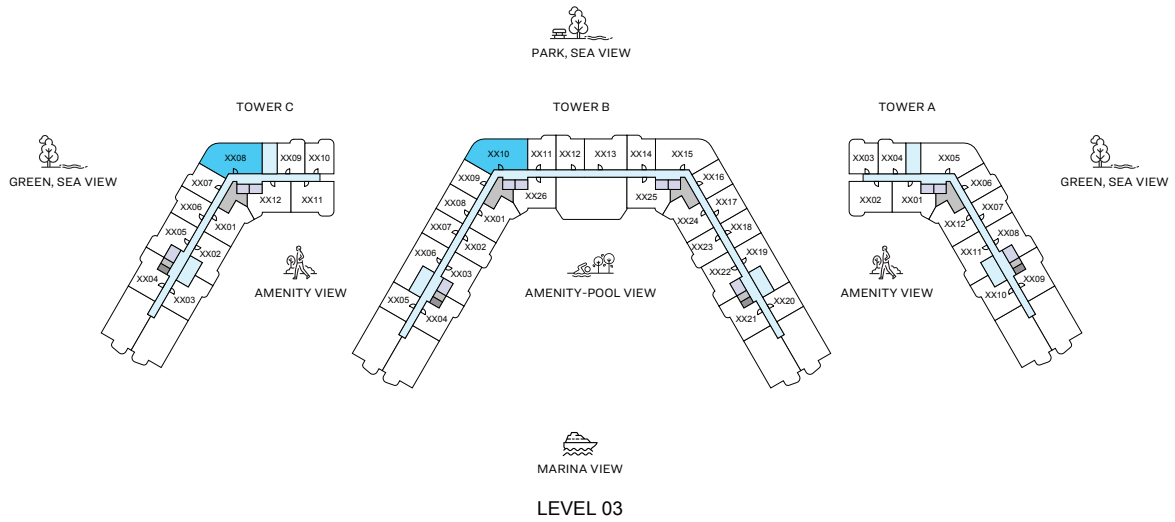 PARK, SEA VIEW
TOWER C
TOWER B
TOWER A
GREEN, SEA VIEW
GREEN, SEA VIEW
XX08
XX09
XX10
XX07
XX06
XX05
XX04
XX03
XX02
XX01
XX12
XX11
XX10
XX11
XX12
XX13
XX14
XX15
XX09
XX08
XX07
XX06
XX05
XX04
XX03
XX02
XX01
XX26
XX25
XX16
XX17
XX18
XX19
XX20
XX21
XX22
XX23
XX24
XX03
XX04
XX05
XX02
XX01
XX06
XX07
XX08
XX09
XX10
XX11
XX12
AMENITY VIEW
AMENITY-POOL VIEW
AMENITY VIEW
MARINA VIEW
LEVEL 03